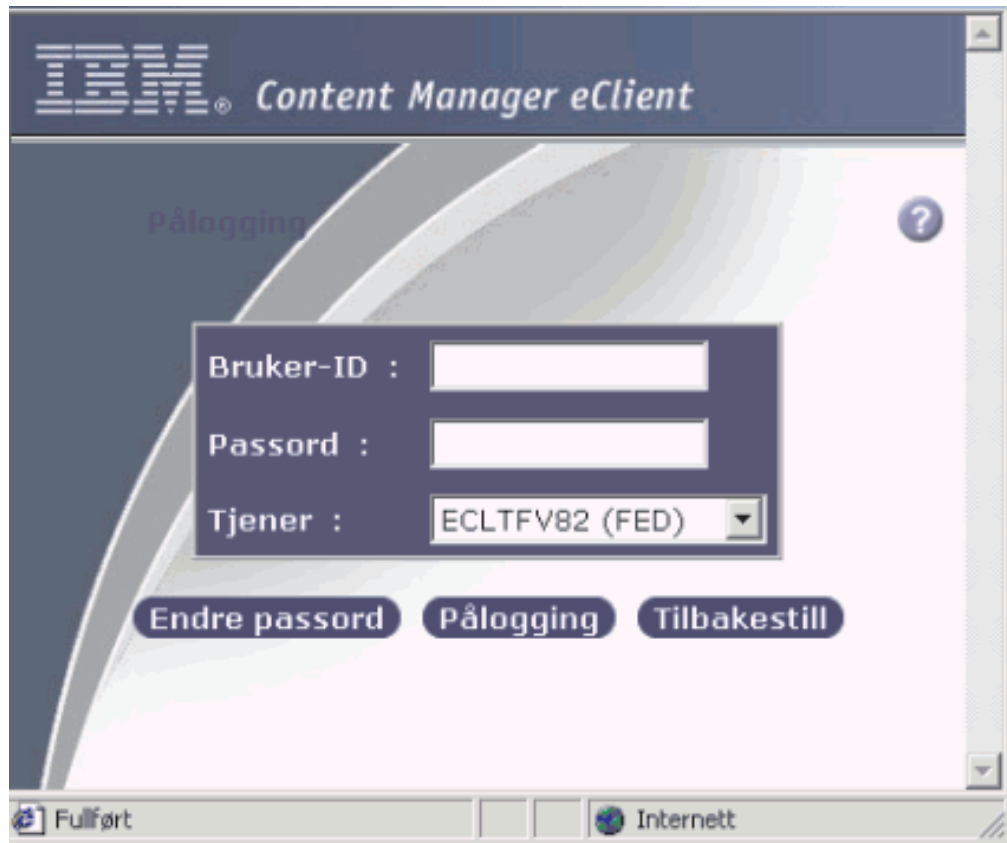 IBM® Content Manager eClient
Pålogging
?
Bruker-ID :
Passord :
Tjener : ECLTFV82 (FED)
Endre passord Pålogging Tilbakestill
Fullført Internett